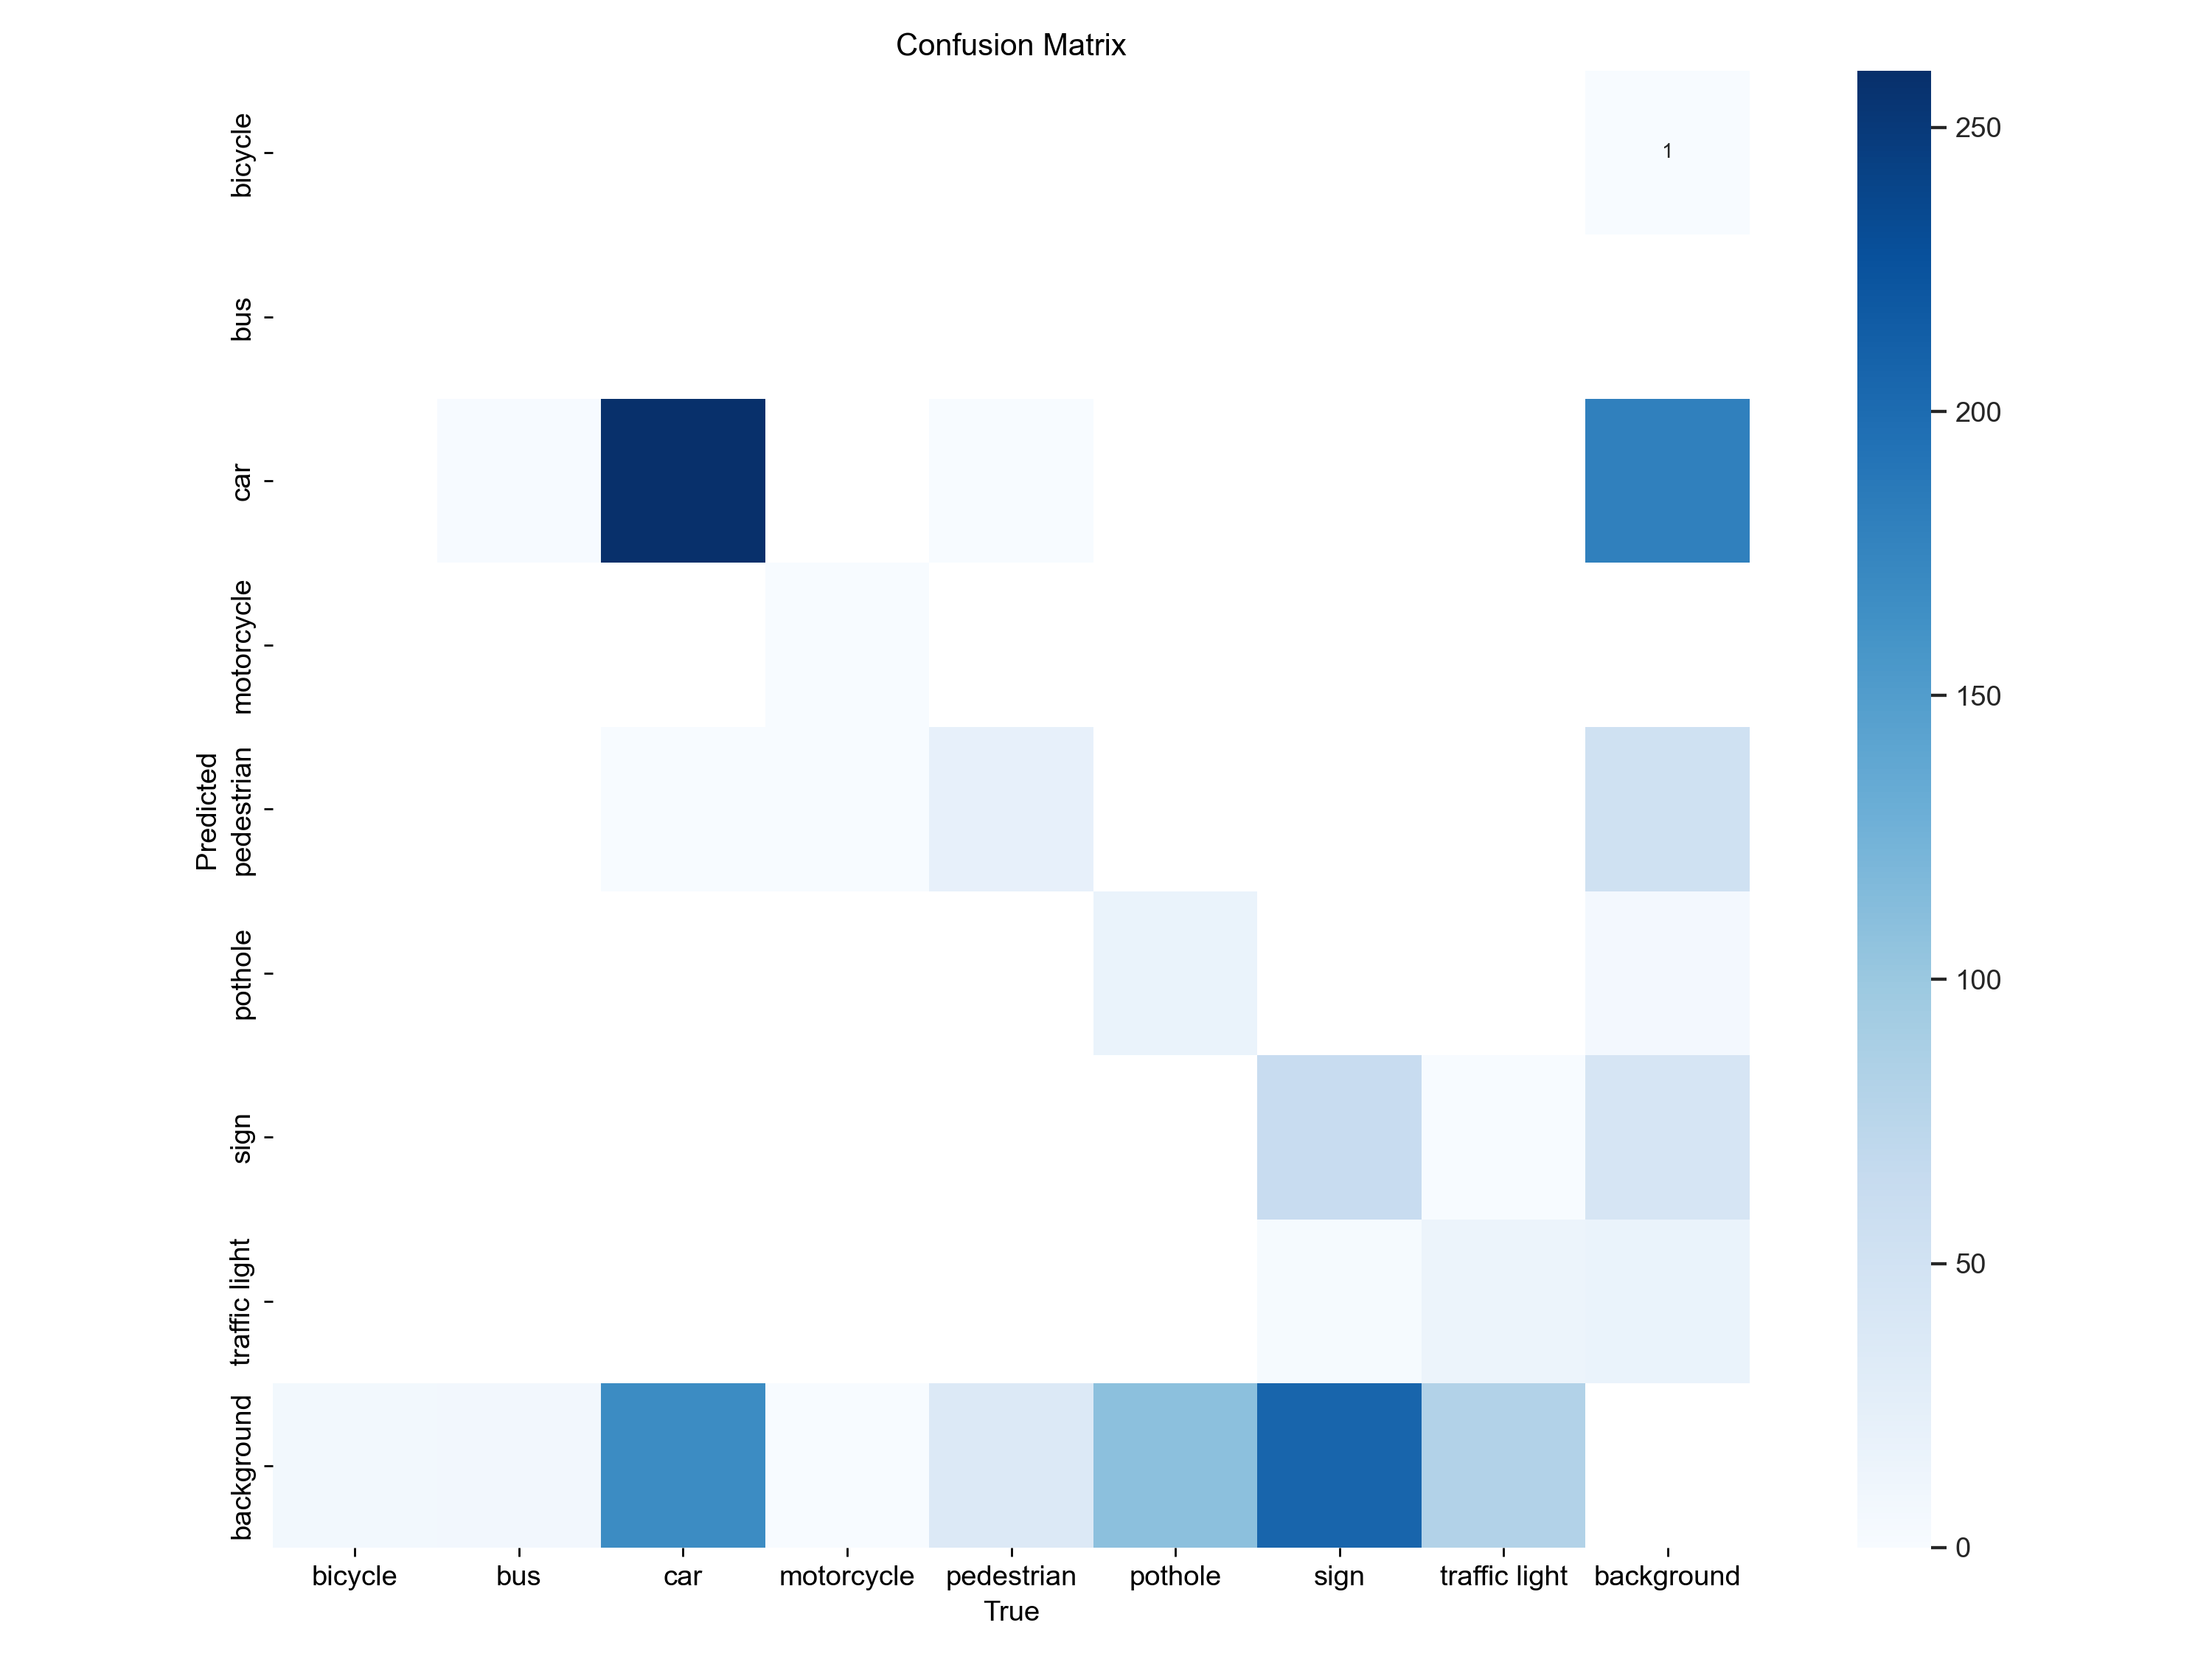 Confusion Matrix
bicycle
bus
car
motorcycle
pedestrian
pothole
sign
traffic light
background
Predicted
1
250
200
150
100
50
0
bicycle bus car motorcycle pedestrian pothole sign traffic light background
True